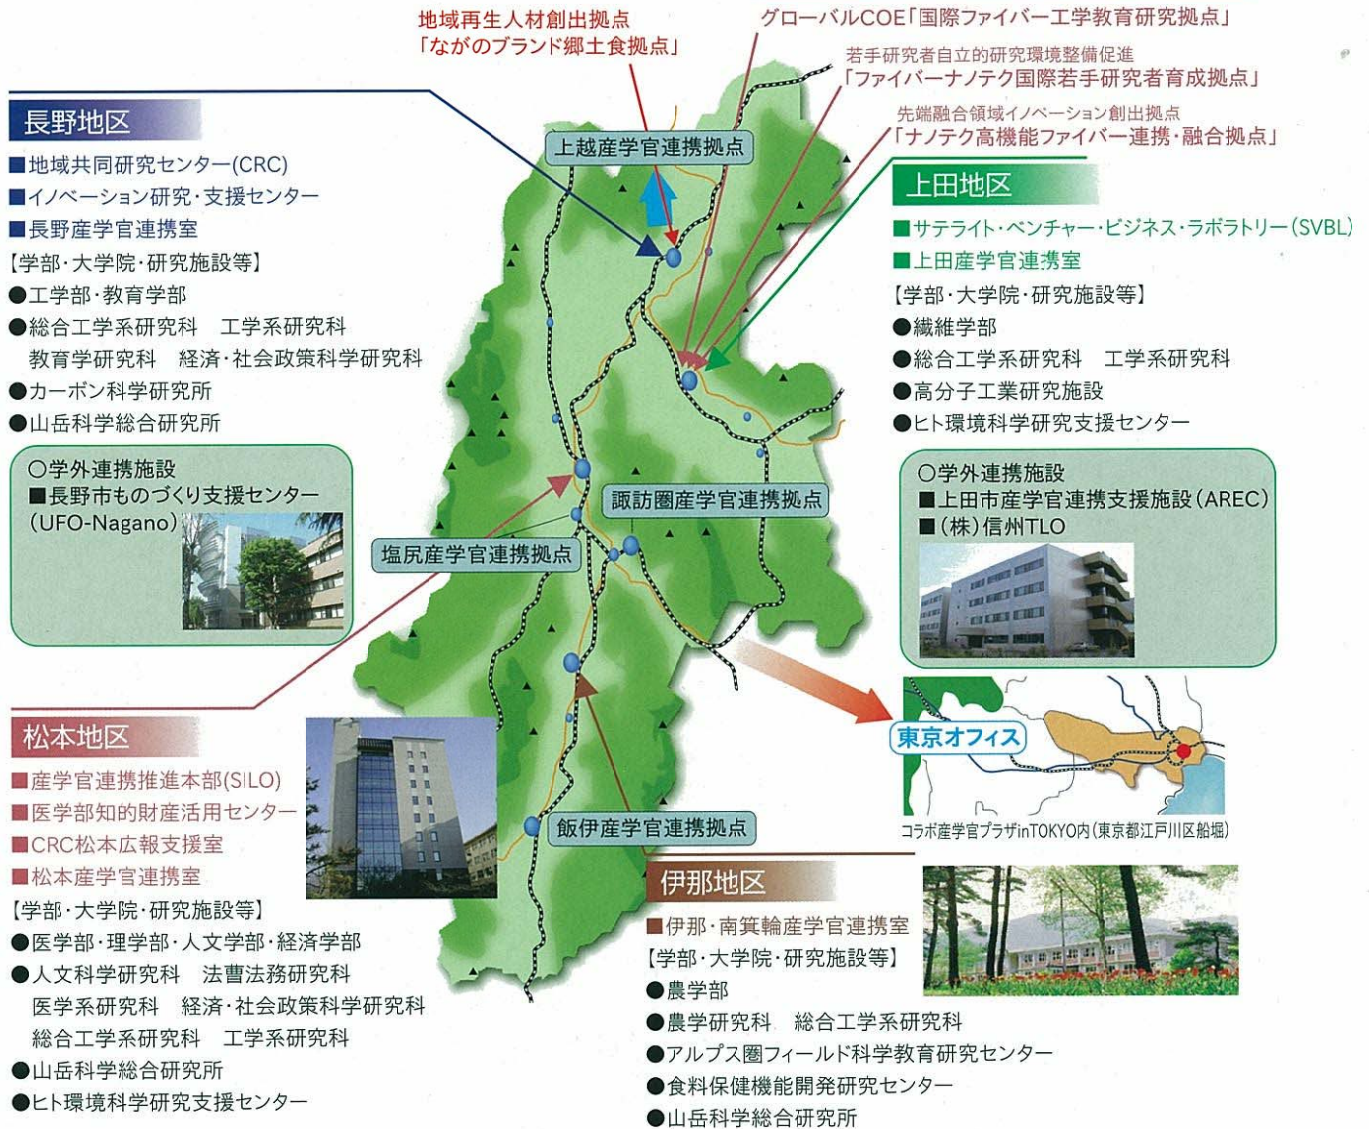 地域再生人材創出拠点
「ながのブランド郷土食拠点」
グローバルCOE「国際ファイバー工学教育研究拠点」
若手研究者自立的研究環境整備促進
「ファイバーナノテク国際若手研究者育成拠点」
先端融合領域イノベーション創出拠点
「ナノテク高機能ファイバー連携・融合拠点」
長野地区
■地域共同研究センター(CRC)
■イノベーション研究・支援センター
■長野産学官連携室
【学部・大学院・研究施設等】
●工学部・教育学部
●総合工学系研究科　工学系研究科
教育学研究科　経済・社会政策科学研究科
●カーボン科学研究所
●山岳科学総合研究所
○学外連携施設
■長野市ものづくり支援センター
(UFO-Nagano)
上越産学官連携拠点
諏訪圏産学官連携拠点
塩尻産学官連携拠点
飯伊産学官連携拠点
上田地区
■サテライト・ベンチャー・ビジネス・ラボラトリー(SVBL)
■上田産学官連携室
【学部・大学院・研究施設等】
●繊維学部
●総合工学系研究科　工学系研究科
●高分子工業研究施設
●ヒト環境科学研究支援センター
○学外連携施設
■上田市産学官連携支援施設(AREC)
■(株)信州TLO
東京オフィス
コラボ産学官プラザinTOKYO内(東京都江戸川区船堀)
松本地区
■産学官連携推進本部(SILO)
■医学部知的財産活用センター
■CRC松本広報支援室
■松本産学官連携室
【学部・大学院・研究施設等】
●医学部・理学部・人文学部・経済学部
●人文科学研究科　法曹法務研究科
医学系研究科　経済・社会政策科学研究科
総合工学系研究科　工学系研究科
●山岳科学総合研究所
●ヒト環境科学研究支援センター
伊那地区
■伊那・南箕輪産学官連携室
【学部・大学院・研究施設等】
●農学部
●農学研究科　総合工学系研究科
●アルプス圏フィールド科学教育研究センター
●食料保健機能開発研究センター
●山岳科学総合研究所